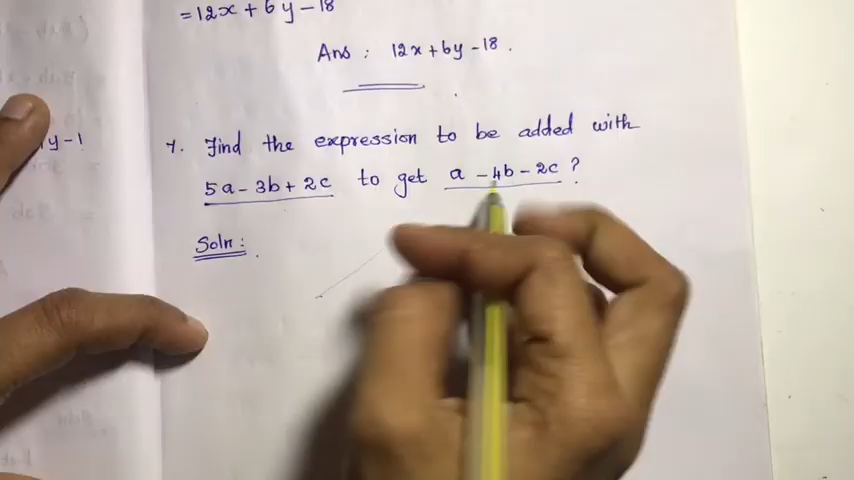 = 12x + 6y - 18
Ans : 12x + 6y - 18 .
y - 1
7. Find the expression to be added with
5a - 3b + 2c to get a - 4b - 2c ?
Soln :